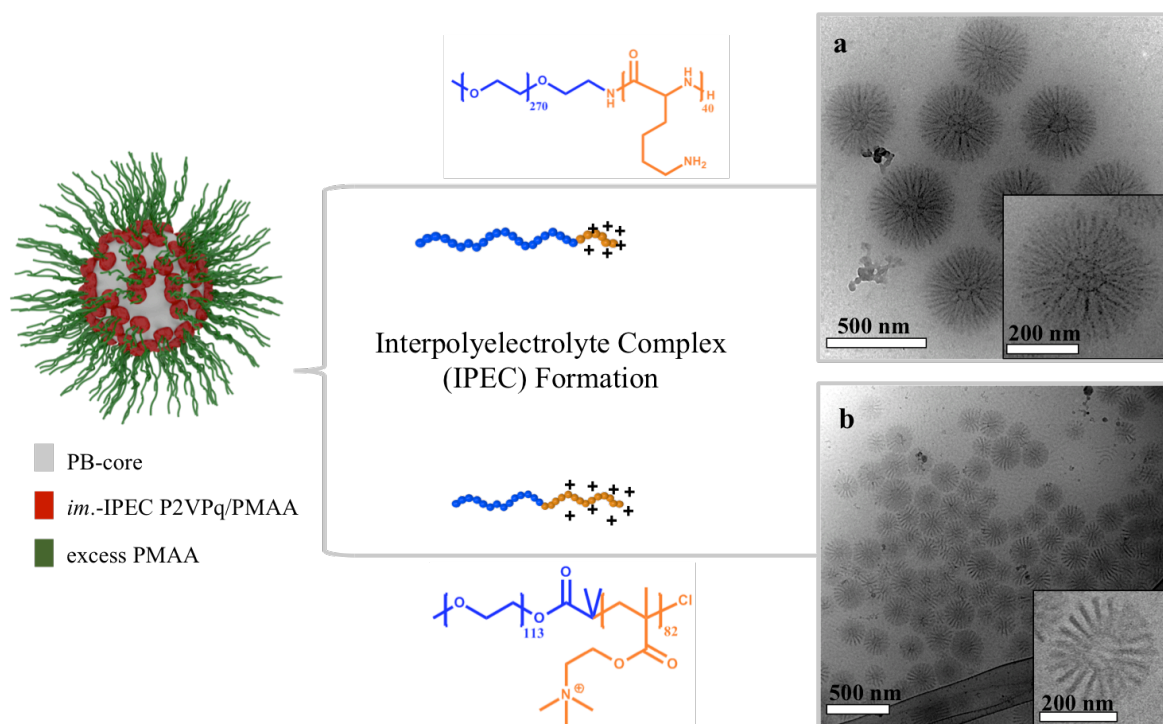 O
O
O
270
N
H
O
H
N
H
40
NH₂
a
500 nm
200 nm
Interpolyelectrolyte Complex
(IPEC) Formation
PB-core
im.-IPEC P2VPq/PMAA
excess PMAA
b
500 nm
200 nm
O
113
O
O
Cl
82
O
O
N
⊕
+ + + + + +
+ + + + + + + +